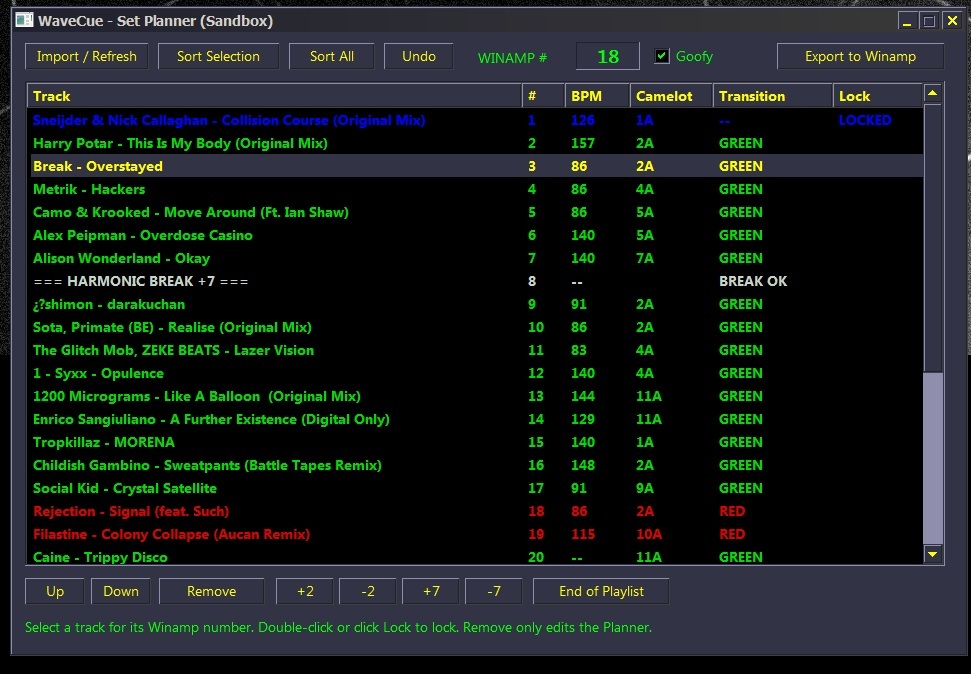 WaveCue - Set Planner (Sandbox)
Import / Refresh Sort Selection Sort All Undo WINAMP # 18 Goofy Export to Winamp
Track # BPM Camelot Transition Lock
Sneijder & Nick Callaghan - Collision Course (Original Mix) 1 126 1A -- LOCKED
Harry Potar - This Is My Body (Original Mix) 2 157 2A GREEN
Break - Overstayed 3 86 2A GREEN
Metrik - Hackers 4 86 4A GREEN
Camo & Krooked - Move Around (Ft. Ian Shaw) 5 86 5A GREEN
Alex Peipman - Overdose Casino 6 140 5A GREEN
Alison Wonderland - Okay 7 140 7A GREEN
=== HARMONIC BREAK +7 === 8 -- BREAK OK
¿?shimon - darakuchan 9 91 2A GREEN
Sota, Primate (BE) - Realise (Original Mix) 10 86 2A GREEN
The Glitch Mob, ZEKE BEATS - Lazer Vision 11 83 4A GREEN
1 - Syxx - Opulence 12 140 4A GREEN
1200 Micrograms - Like A Balloon  (Original Mix) 13 144 11A GREEN
Enrico Sangiuliano - A Further Existence (Digital Only) 14 129 11A GREEN
Tropkillaz - MORENA 15 140 1A GREEN
Childish Gambino - Sweatpants (Battle Tapes Remix) 16 148 2A GREEN
Social Kid - Crystal Satellite 17 91 9A GREEN
Rejection - Signal (feat. Such) 18 86 2A RED
Filastine - Colony Collapse (Aucan Remix) 19 115 10A RED
Caine - Trippy Disco 20 -- 11A GREEN
Up Down Remove +2 -2 +7 -7 End of Playlist
Select a track for its Winamp number. Double-click or click Lock to lock. Remove only edits the Planner.